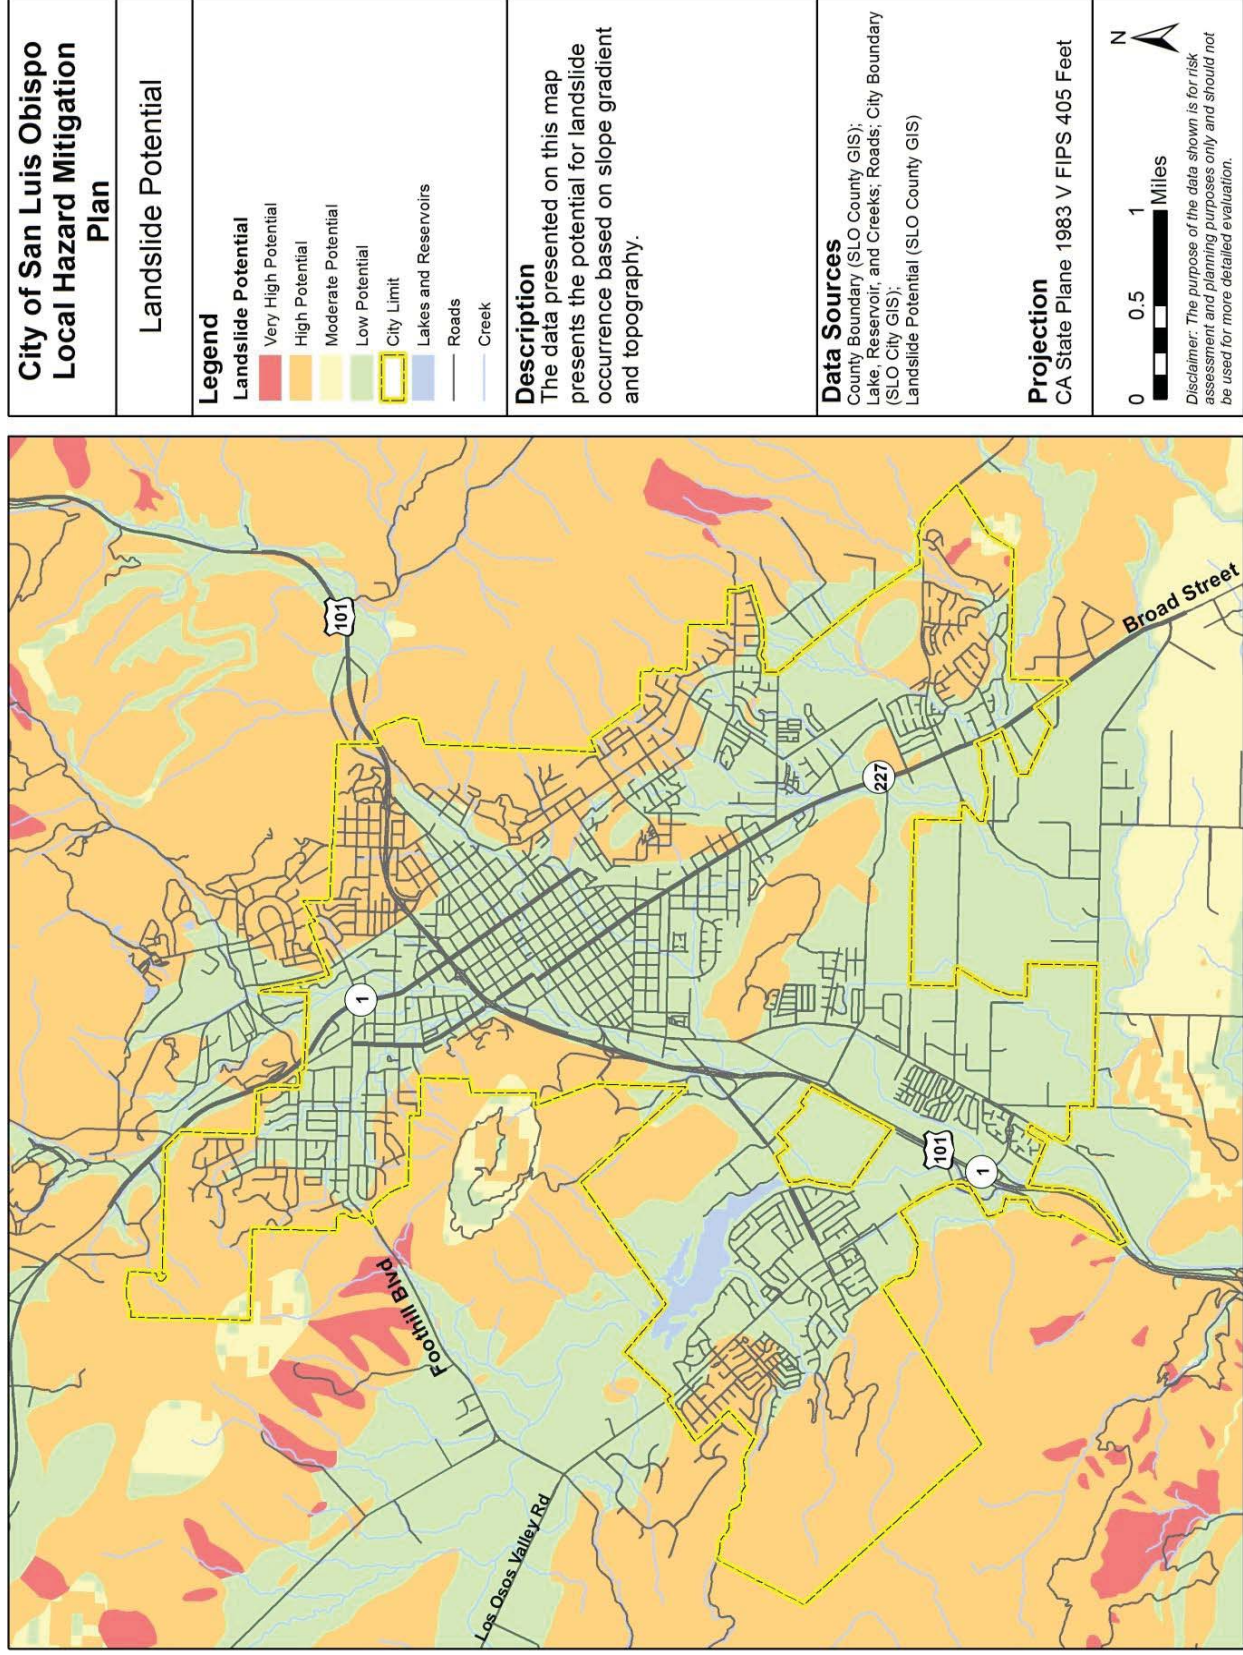 City of San Luis Obispo
Local Hazard Mitigation
Plan
Landslide Potential
Legend
Landslide Potential
Very High Potential
High Potential
Moderate Potential
Low Potential
City Limit
Lakes and Reservoirs
Roads
Creek
Description
The data presented on this map
presents the potential for landslide
occurrence based on slope gradient
and topography.
Data Sources
County Boundary (SLO County GIS);
Lake, Reservoir, and Creeks; Roads; City Boundary
(SLO City GIS);
Landslide Potential (SLO County GIS)
Projection
CA State Plane 1983 V FIPS 405 Feet
0 0.5 1
Miles
N
Disclaimer: The purpose of the data shown is for risk
assessment and planning purposes only and should not
be used for more detailed evaluation.
101
1
Foothill Blvd
Los Osos Valley Rd
227
101
1
Broad Street